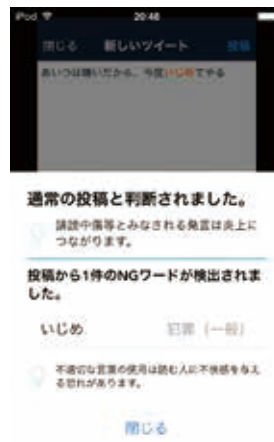 iPod 20:46
閉じる 新しいツイート 投稿
あいつは嫌いだから、今度いじめてやる
通常の投稿と判断されました。
誹謗中傷等とみなされる発言は炎上に
つながります。
投稿から1件のNGワードが検出されま
した。
いじめ 犯罪（一般）
不適切な言葉の使用は読む人に不快感を与え
る恐れがあります。
閉じる